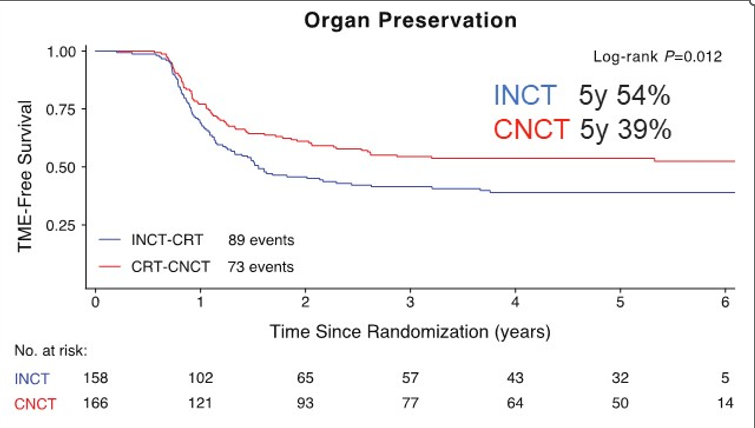 Organ Preservation
Log-rank P=0.012
INCT 5y 54%
CNCT 5y 39%
TME-Free Survival
1.00
0.75
0.50
0.25
INCT-CRT 89 events
CRT-CNCT 73 events
0 1 2 3 4 5 6
Time Since Randomization (years)
No. at risk:
INCT 158 102 65 57 43 32 5
CNCT 166 121 93 77 64 50 14